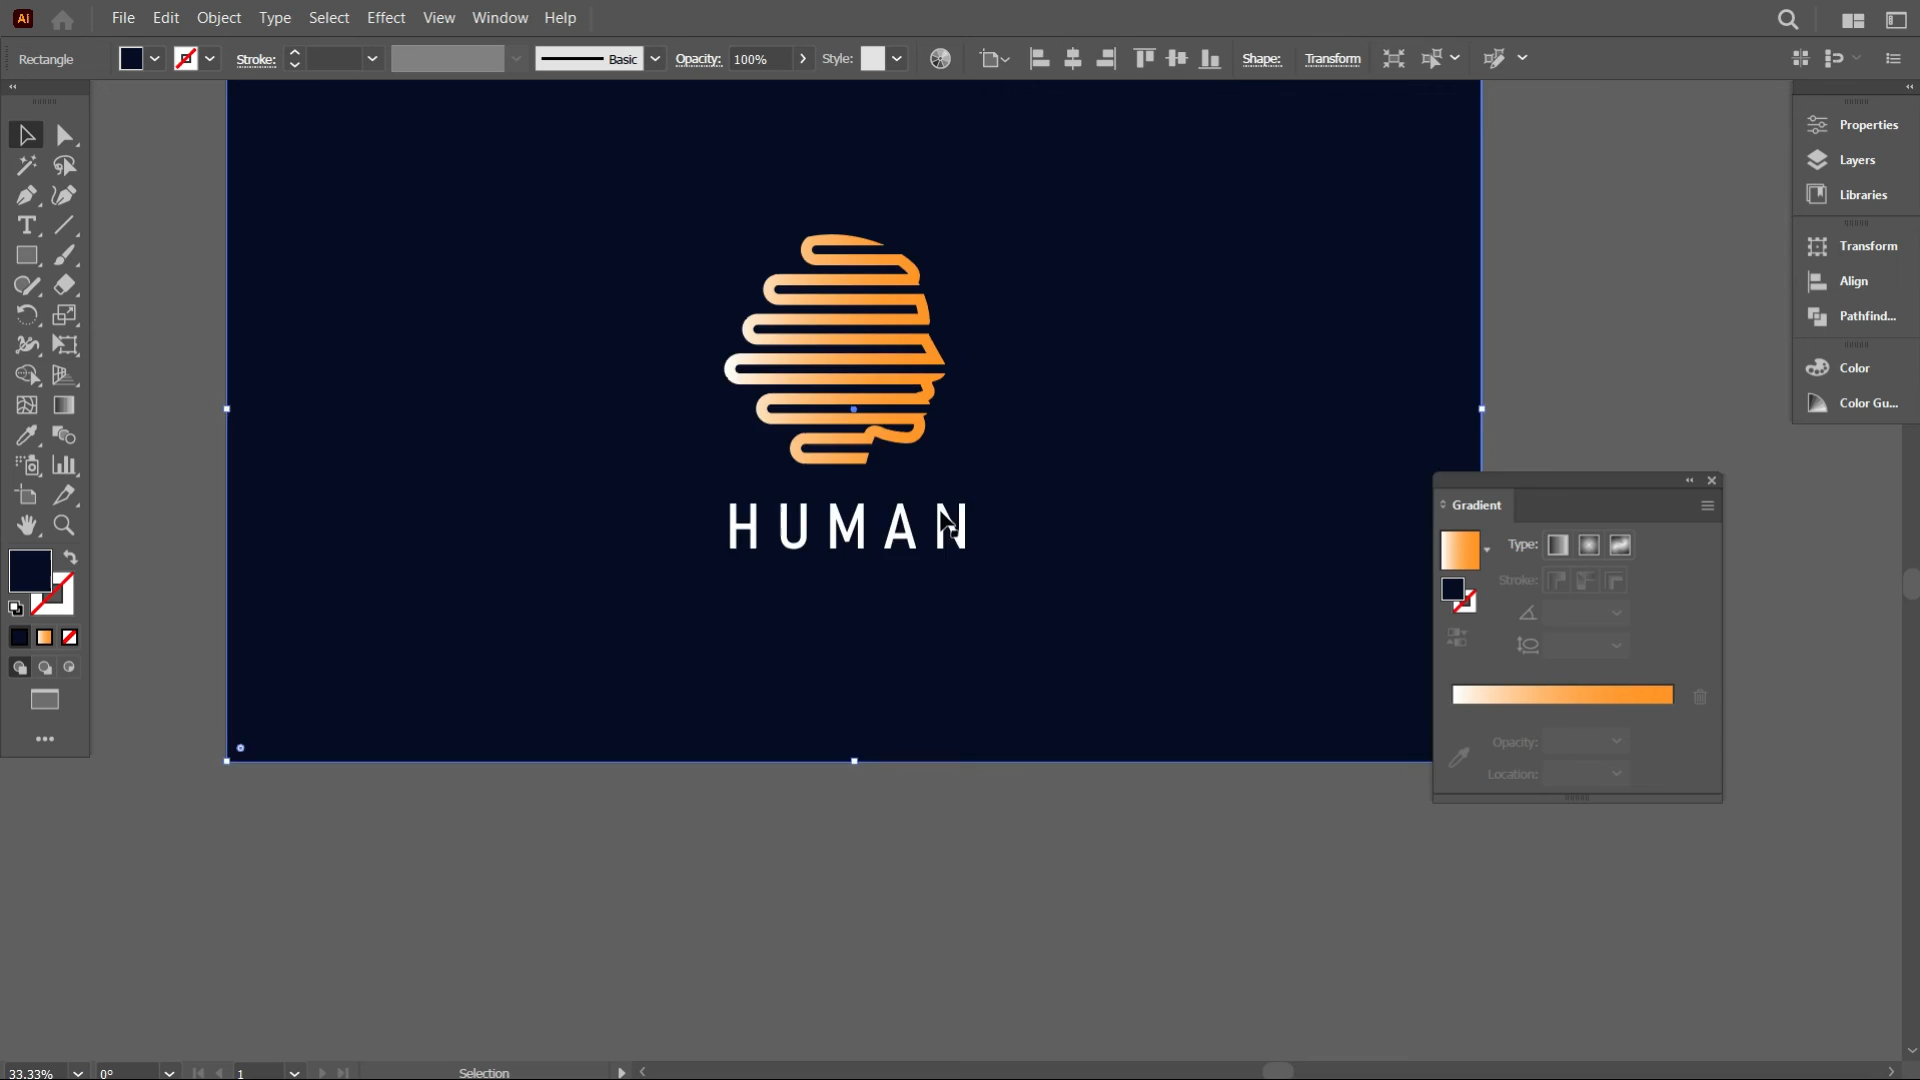 Ai File Edit Object Type Select Effect View Window Help
Rectangle Stroke: Basic Opacity: 100% Style: Shape: Transform
Properties
Layers
Libraries
Transform
Align
Pathfind...
Color
Color Gu...
HUMAN
Gradient
Type:
Stroke:
Opacity:
Location:
33.33% 0° 1 Selection